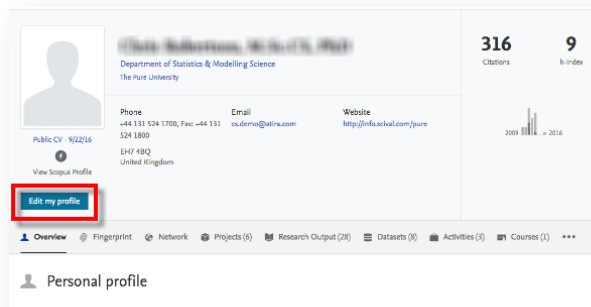 316
9
Citations
h-index
Department of Statistics & Modelling Science
The Pure University
Phone
+44 131 524 1700, Fax: +44 131
524 1800
Email
cs.demo@atira.com
Website
http://info.scival.com/pure
EH7 4BQ
United Kingdom
2009
2016
Public CV - 9/22/16
View Scopus Profile
Edit my profile
Overview
Fingerprint
Network
Projects (6)
Research Output (28)
Datasets (8)
Activities (3)
Courses (1)
Personal profile